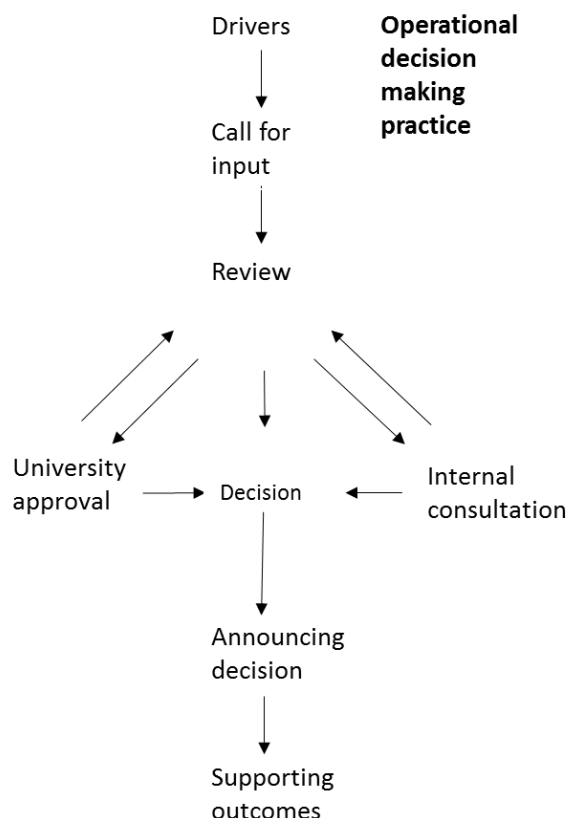 Drivers
Operational
decision
making
practice
Call for
input
Review
University
approval
Decision
Internal
consultation
Announcing
decision
Supporting
outcomes